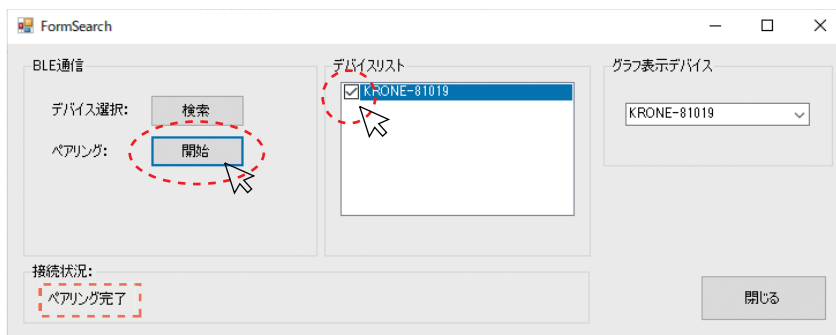 FormSearch
BLE通信
デバイス選択:
検索
ペアリング:
開始
デバイスリスト
KRONE-81019
グラフ表示デバイス
KRONE-81019
接続状況:
ペアリング完了
閉じる